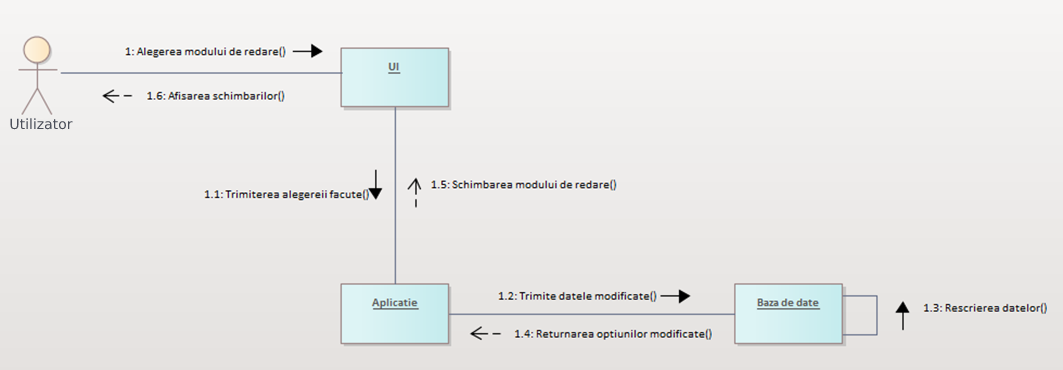 1: Alegerea modului de redare()
UI
1.6: Afisarea schimbarilor()
Utilizator
1.1: Trimiterea alegereii facute()
1.5: Schimbarea modului de redare()
Aplicatie
1.2: Trimite datele modificate()
Baza de date
1.3: Rescrierea datelor()
1.4: Returnarea optiunilor modificate()